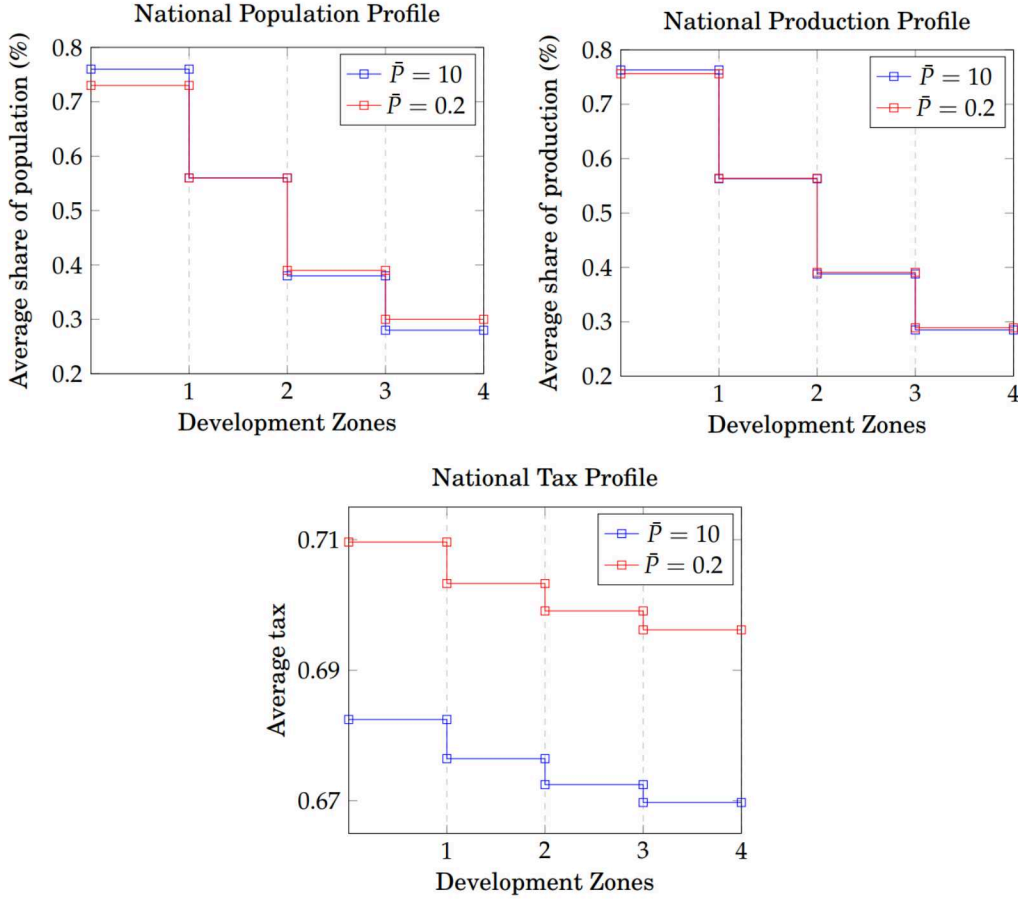 National Population Profile
Average share of population (%)
0.8
0.7
0.6
0.5
0.4
0.3
0.2
P̄ = 10
P̄ = 0.2
1 2 3 4
Development Zones
National Production Profile
Average share of production (%)
0.8
0.7
0.6
0.5
0.4
0.3
0.2
P̄ = 10
P̄ = 0.2
1 2 3 4
Development Zones
National Tax Profile
Average tax
0.71
0.69
0.67
P̄ = 10
P̄ = 0.2
1 2 3 4
Development Zones